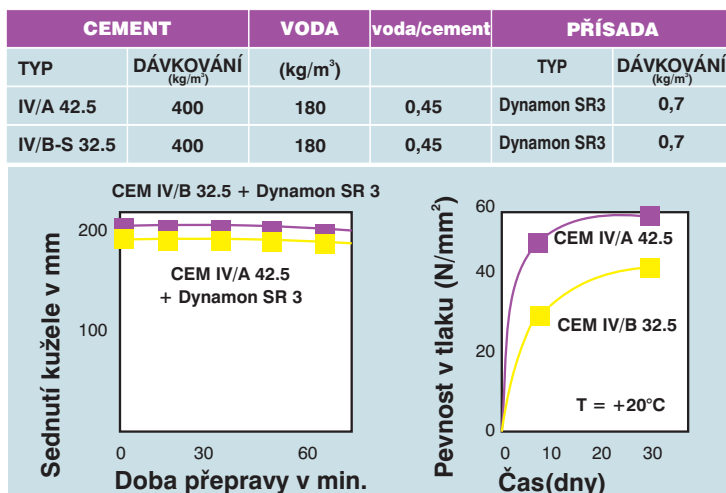 CEMENT VODA voda/cement PŘÍSADA
TYP DÁVKOVÁNÍ (kg/m³) (kg/m³) TYP DÁVKOVÁNÍ (kg/m³)
IV/A 42.5 400 180 0,45 Dynamon SR3 0,7
IV/B-S 32.5 400 180 0,45 Dynamon SR3 0,7
CEM IV/B 32.5 + Dynamon SR 3
200
100
CEM IV/A 42.5
+ Dynamon SR 3
Sednutí kužele v mm
0 30 60
Doba přepravy v min.
60
40
20
0
Pevnost v tlaku (N/mm²)
CEM IV/A 42.5
CEM IV/B 32.5
T = +20°C
0 10 20 30
Čas(dny)